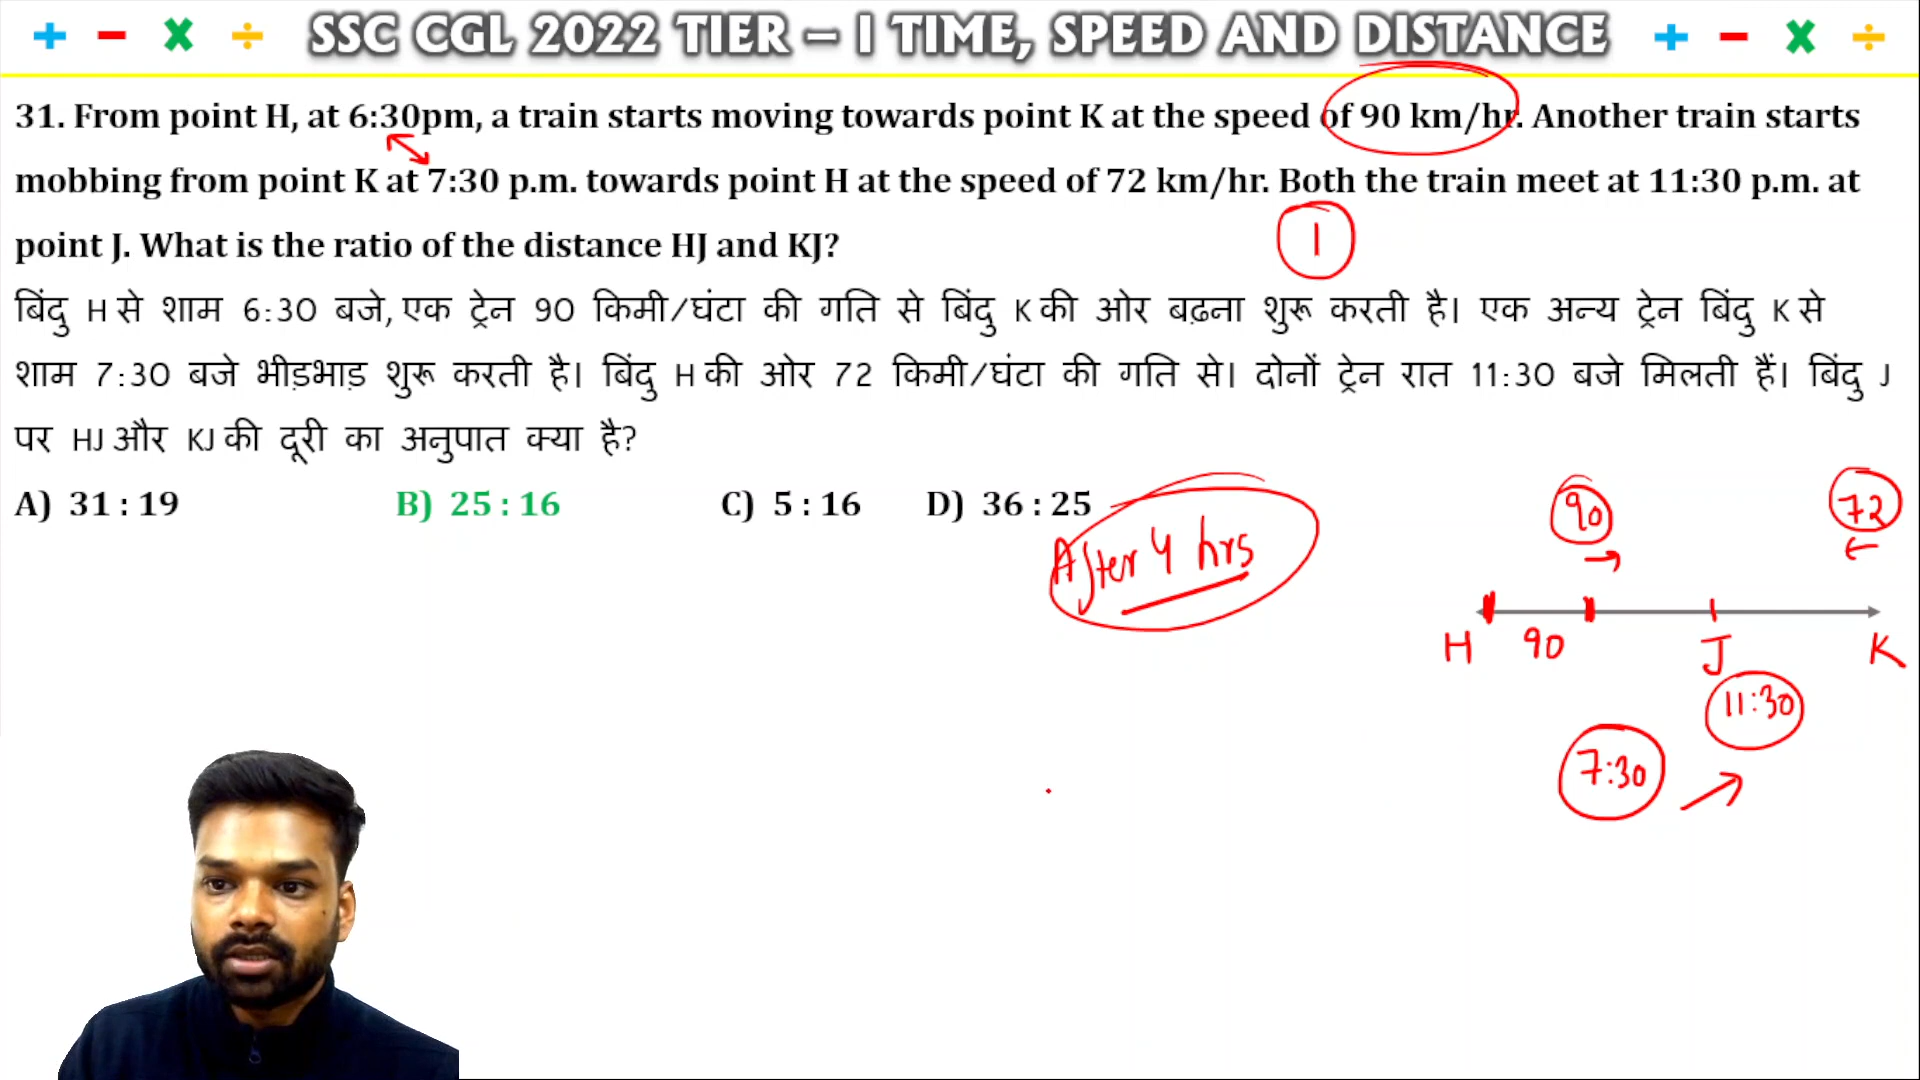 + - × ÷ SSC CGL 2022 TIER – I TIME, SPEED AND DISTANCE + - × ÷
31. From point H, at 6:30pm, a train starts moving towards point K at the speed of 90 km/hr. Another train starts
mobbing from point K at 7:30 p.m. towards point H at the speed of 72 km/hr. Both the train meet at 11:30 p.m. at
point J. What is the ratio of the distance HJ and KJ?
1
बिंदु H से शाम 6:30 बजे, एक ट्रेन 90 किमी/घंटा की गति से बिंदु K की ओर बढ़ना शुरू करती है। एक अन्य ट्रेन बिंदु K से
शाम 7:30 बजे भीड़भाड़ शुरू करती है। बिंदु H की ओर 72 किमी/घंटा की गति से। दोनों ट्रेन रात 11:30 बजे मिलती हैं। बिंदु J
पर HJ और KJ की दूरी का अनुपात क्या है?
A) 31 : 19 B) 25 : 16 C) 5 : 16 D) 36 : 25
After 4 hrs
90 72
H 90 J K
11:30
7:30